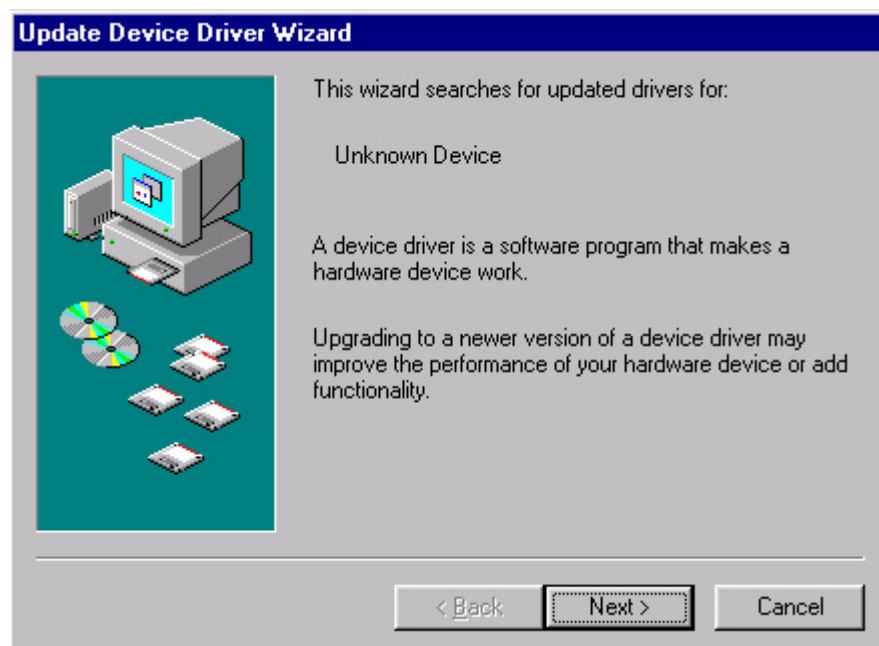 Update Device Driver Wizard
This wizard searches for updated drivers for:
Unknown Device
A device driver is a software program that makes a
hardware device work.
Upgrading to a newer version of a device driver may
improve the performance of your hardware device or add
functionality.
< Back
Next >
Cancel